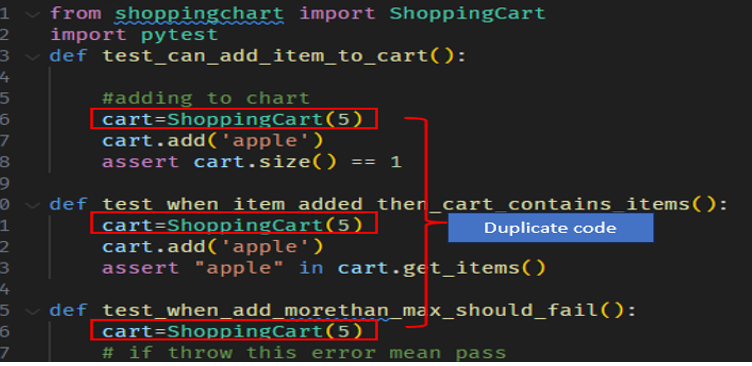 1 from shoppingchart import ShoppingCart
2 import pytest
3 def test_can_add_item_to_cart():
4
5 #adding to chart
6 cart=ShoppingCart(5)
7 cart.add('apple')
8 assert cart.size() == 1
9
0 def test_when_item_added_then_cart_contains_items():
1 cart=ShoppingCart(5)
Duplicate code
2 cart.add('apple')
3 assert "apple" in cart.get_items()
4
5 def test_when_add_morethan_max_should_fail():
6 cart=ShoppingCart(5)
7 # if throw this error mean pass